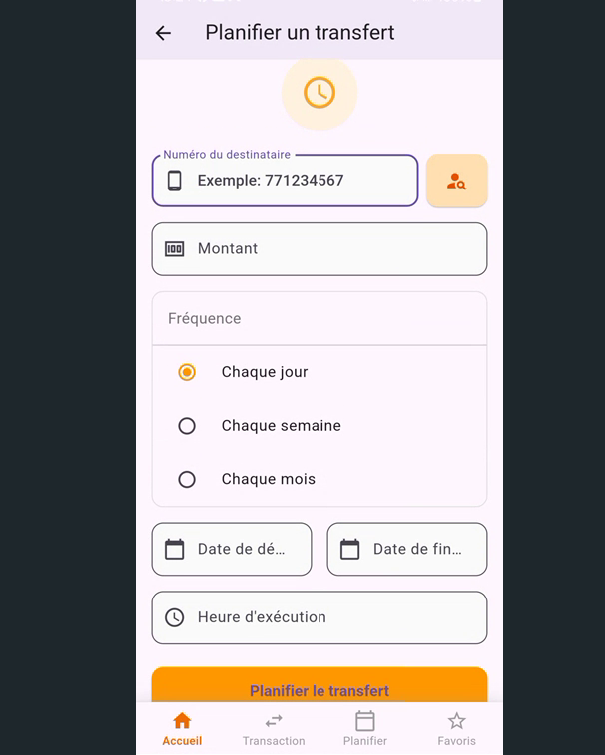 Planifier un transfert
Numéro du destinataire
Exemple: 771234567
Montant
Fréquence
Chaque jour
Chaque semaine
Chaque mois
Date de dé...
Date de fin...
Heure d'exécution
Planifier le transfert
Accueil
Transaction
Planifier
Favoris